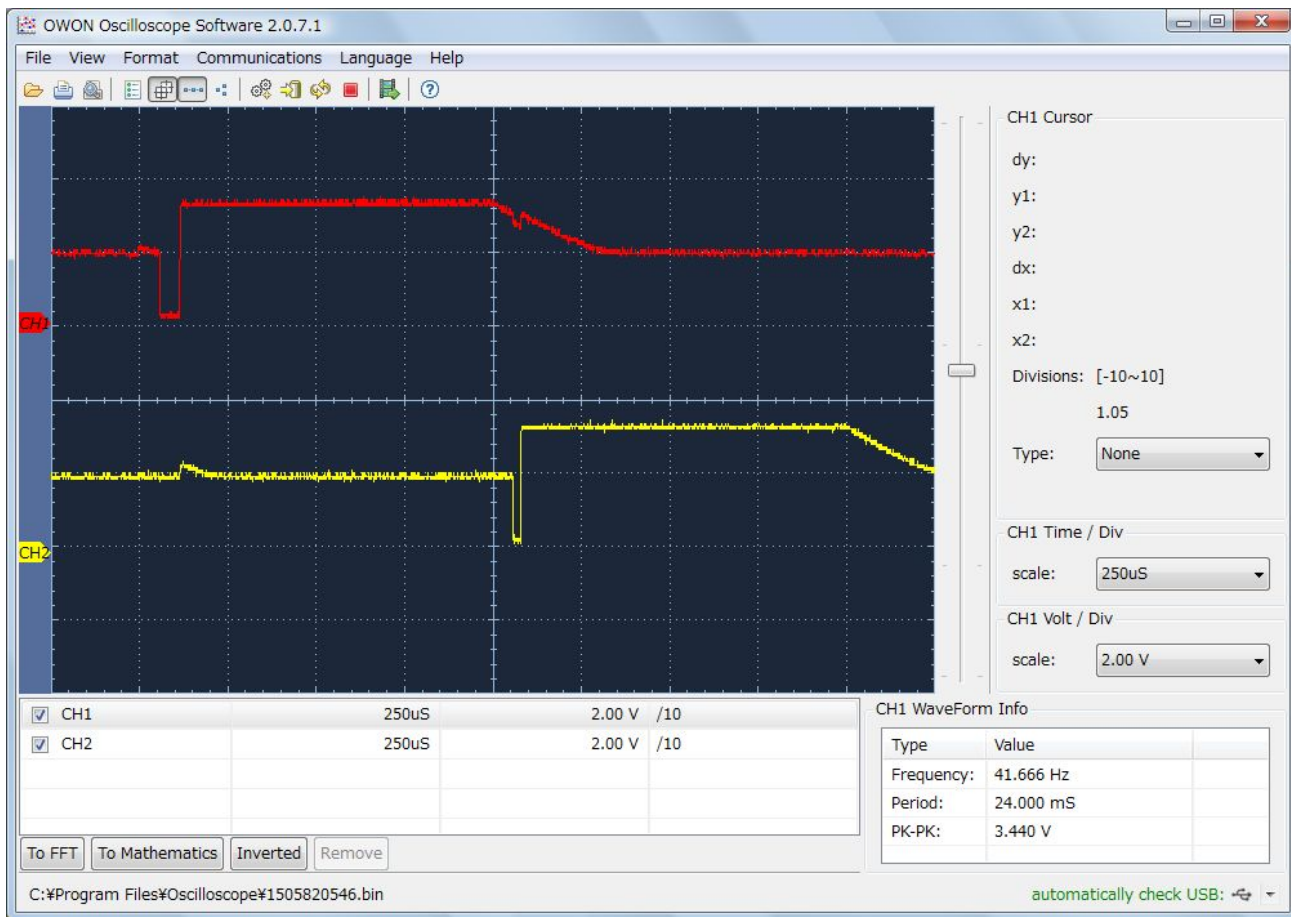 OWON Oscilloscope Software 2.0.7.1
File View Format Communications Language Help
CH1
CH2
CH1 Cursor
dy:
y1:
y2:
dx:
x1:
x2:
Divisions: [-10~10]
1.05
Type: None
CH1 Time / Div
scale: 250uS
CH1 Volt / Div
scale: 2.00 V
CH1 250uS 2.00 V /10
CH2 250uS 2.00 V /10
CH1 WaveForm Info
Type Value
Frequency: 41.666 Hz
Period: 24.000 mS
PK-PK: 3.440 V
To FFT To Mathematics Inverted Remove
C:¥Program Files¥Oscilloscope¥1505820546.bin
automatically check USB: